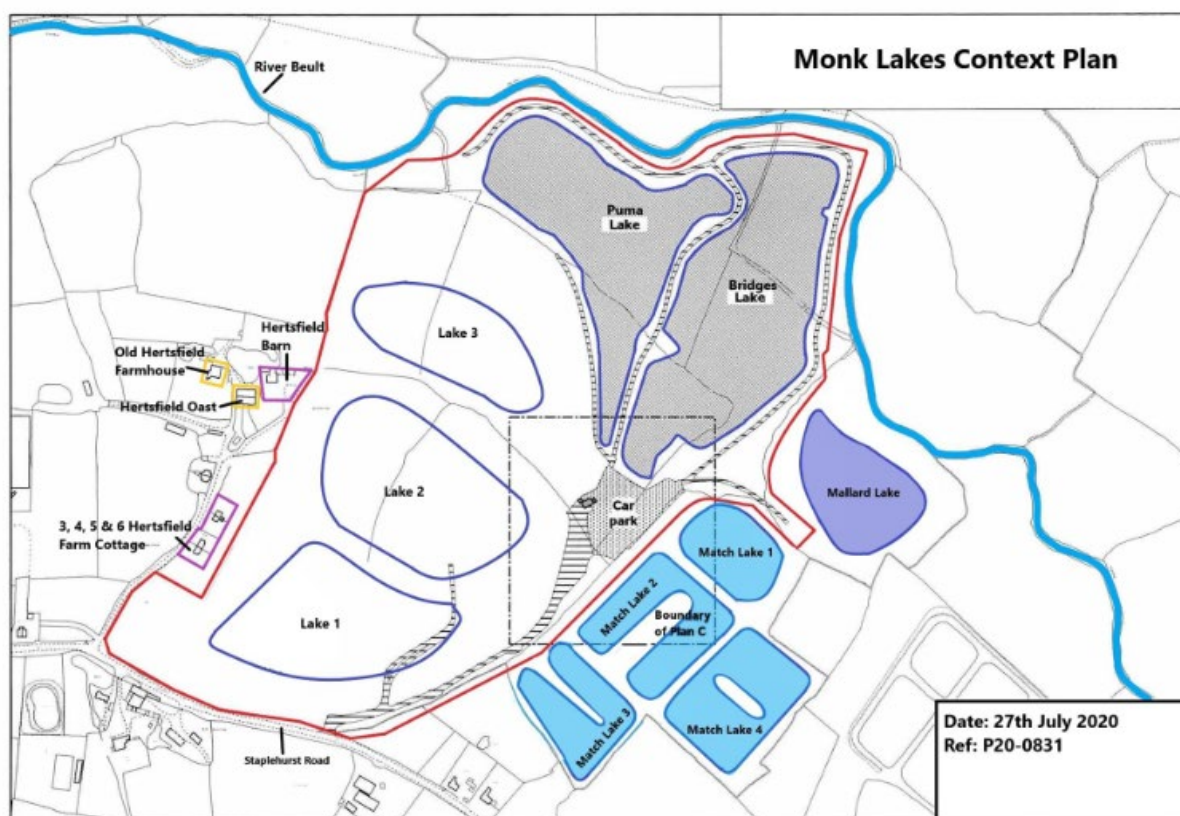 Monk Lakes Context Plan
River Beult
Puma
Lake
Bridges
Lake
Lake 3
Hertsfield
Barn
Old Hertsfield
Farmhouse
Hertsfield Oast
Lake 2
Car
park
Mallard Lake
3, 4, 5 & 6 Hertsfield
Farm Cottage
Match Lake 1
Match Lake 2
Boundary
of Plan C
Lake 1
Match Lake 3
Match Lake 4
Staplehurst Road
Date: 27th July 2020
Ref: P20-0831